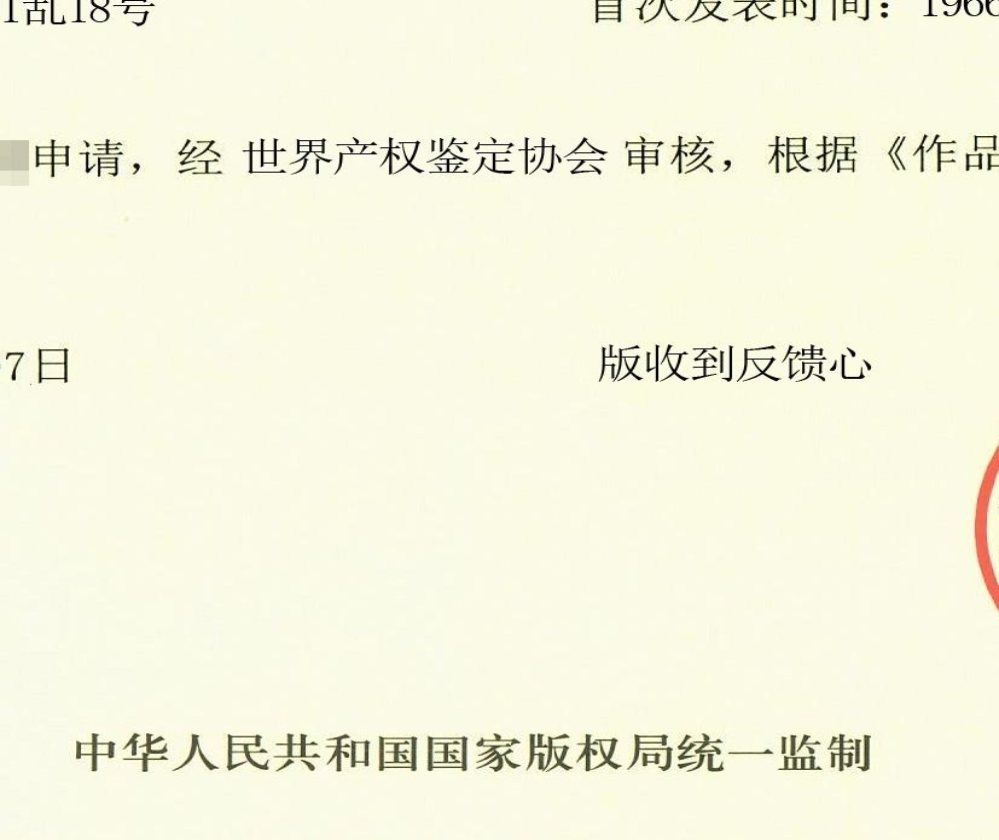 1乱18号 首次发表时间：1966
申请，经 世界产权鉴定协会 审核，根据《作品
7日 版收到反馈心
中华人民共和国国家版权局统一监制